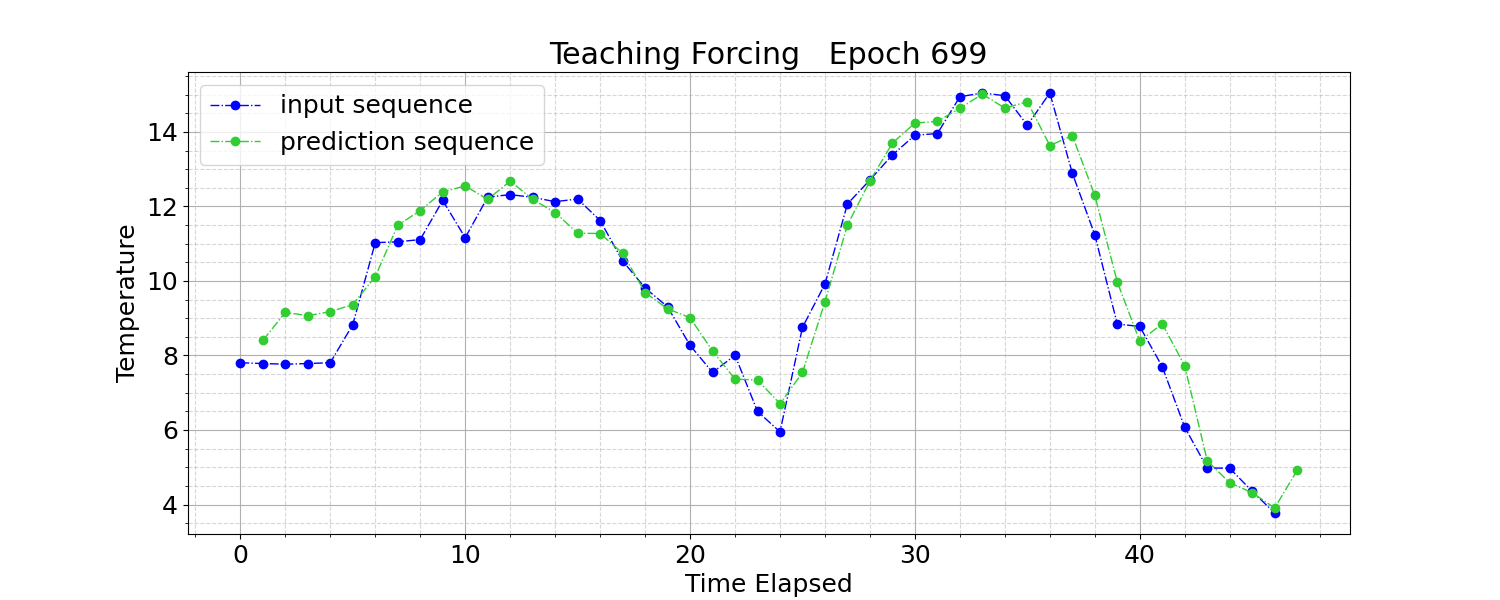 Teaching Forcing   Epoch 699
input sequence
prediction sequence
14
12
10
8
6
4
Temperature
0 10 20 30 40
Time Elapsed